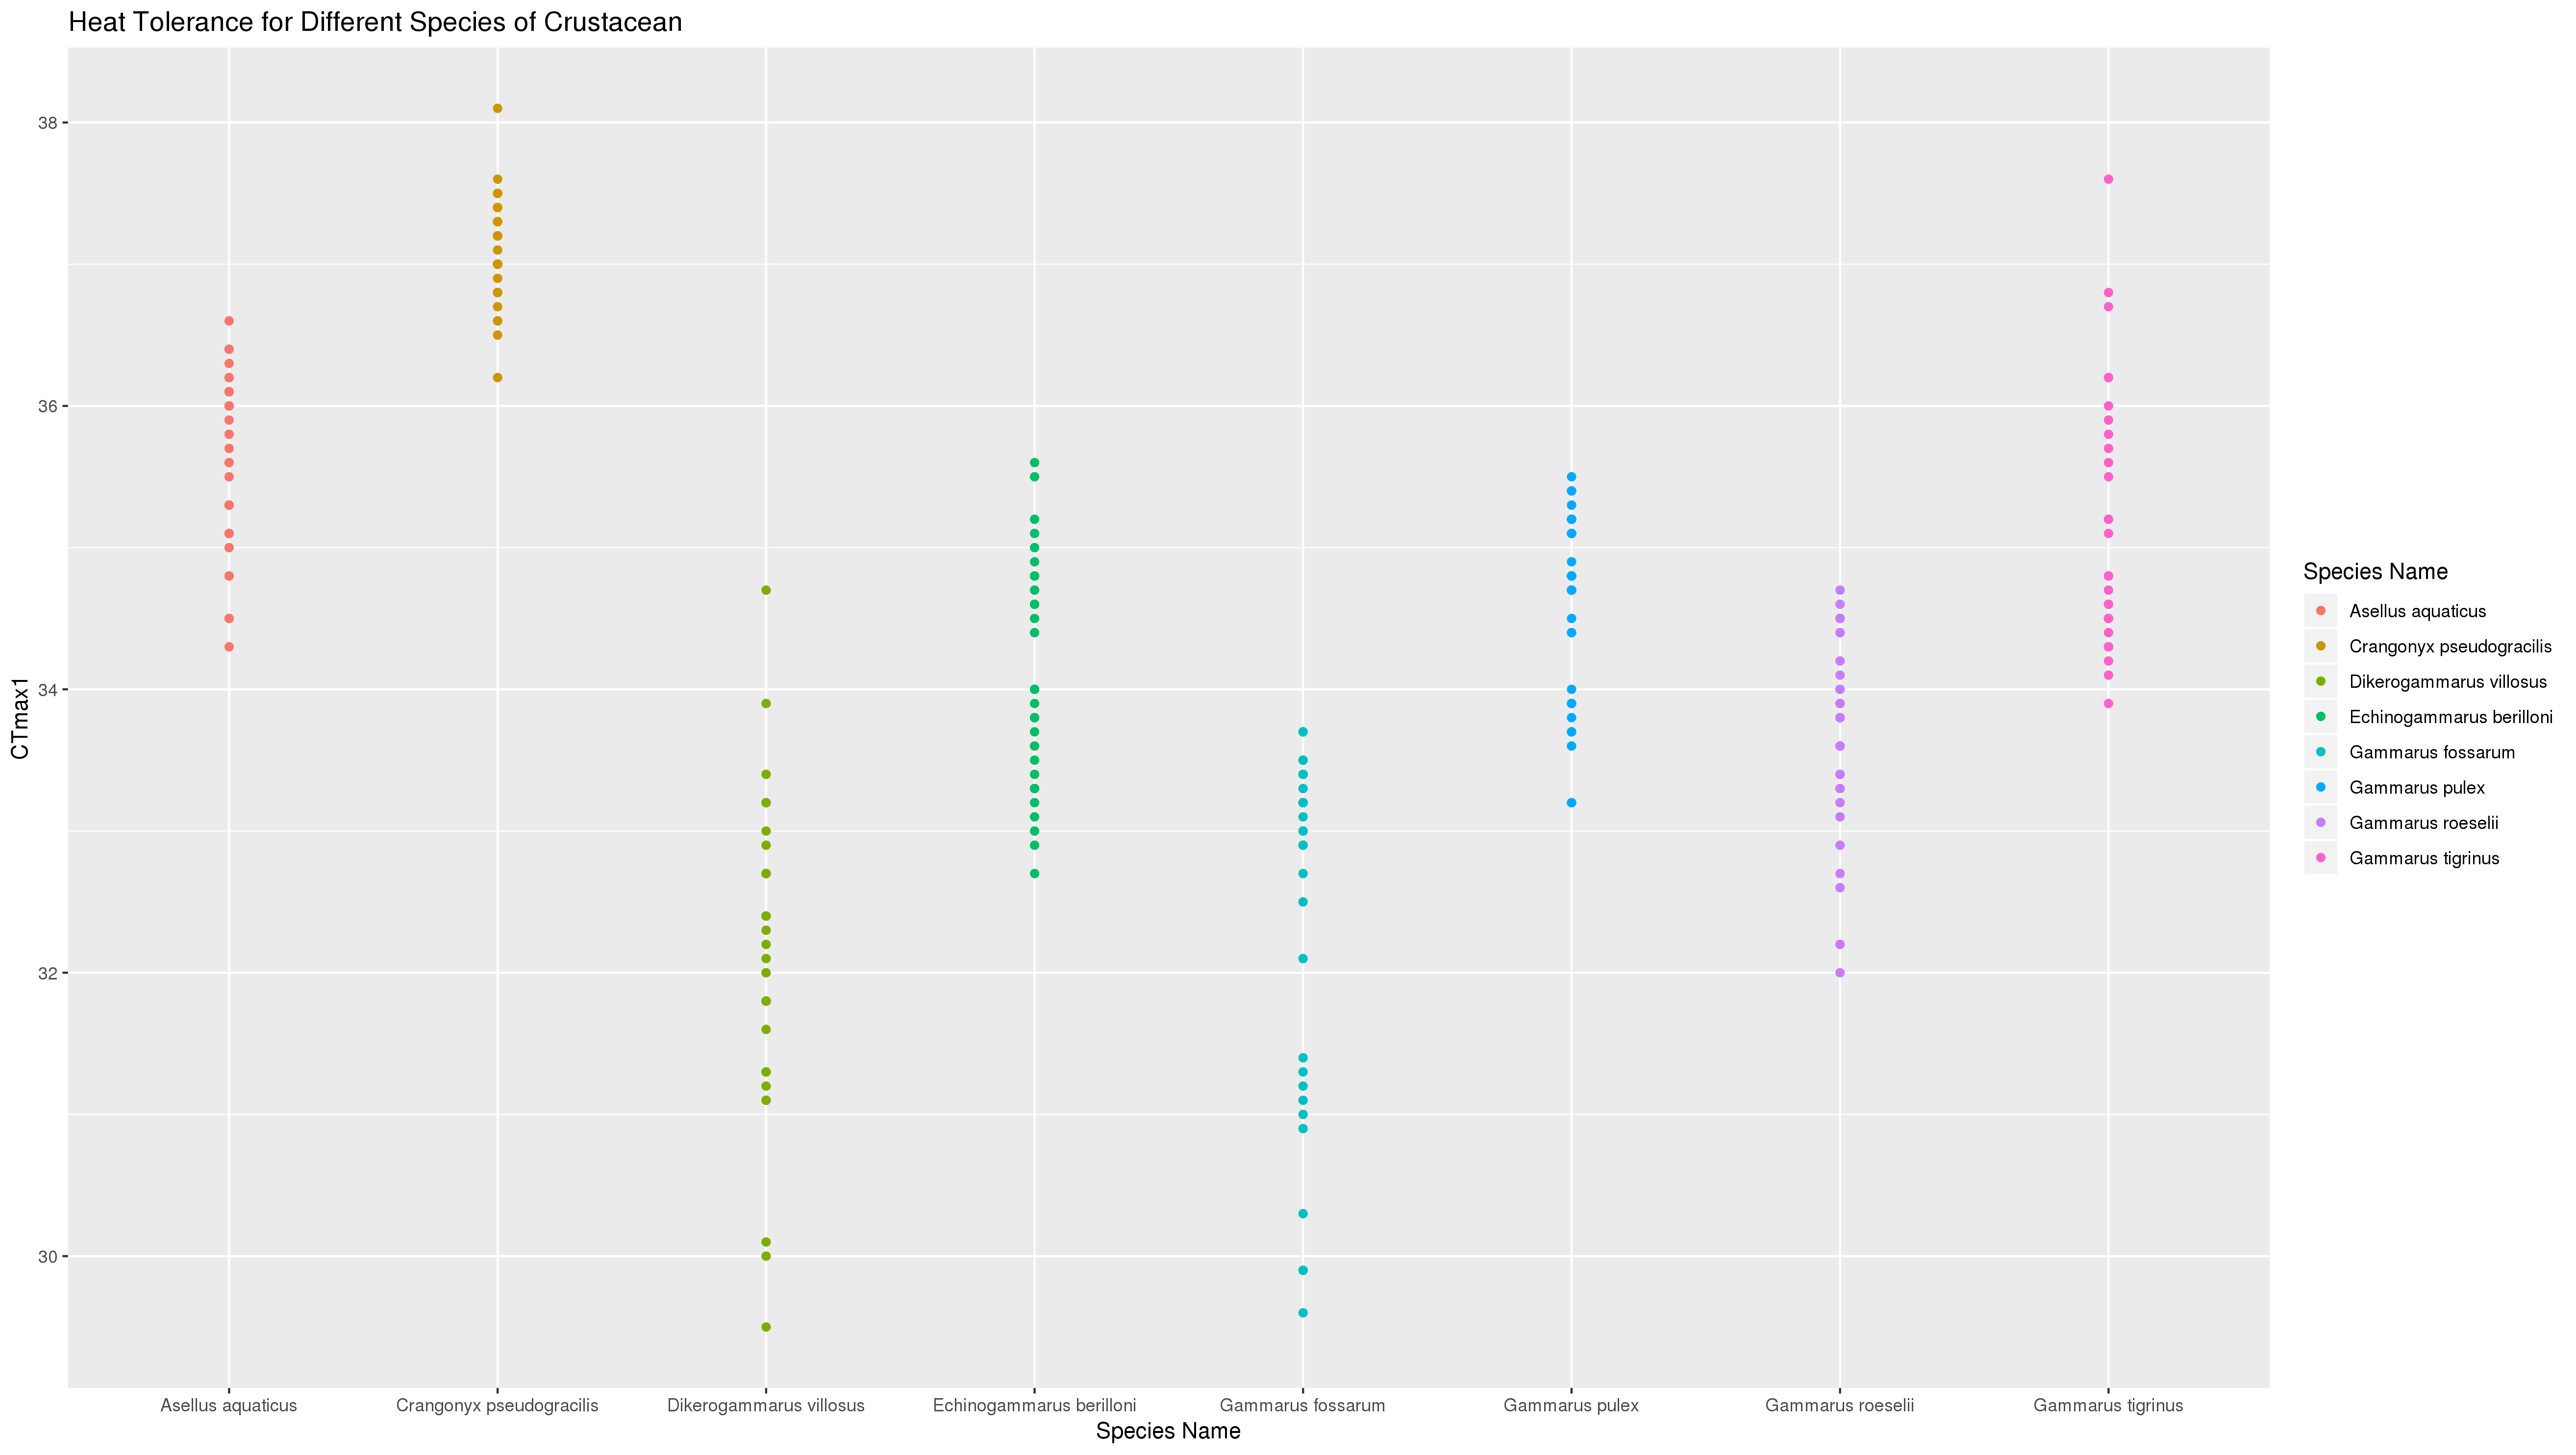 Heat Tolerance for Different Species of Crustacean
CTmax1
38
36
34
32
30
Asellus aquaticus
Crangonyx pseudogracilis
Dikerogammarus villosus
Echinogammarus berilloni
Gammarus fossarum
Gammarus pulex
Gammarus roeselii
Gammarus tigrinus
Species Name
Species Name
Asellus aquaticus
Crangonyx pseudogracilis
Dikerogammarus villosus
Echinogammarus berilloni
Gammarus fossarum
Gammarus pulex
Gammarus roeselii
Gammarus tigrinus